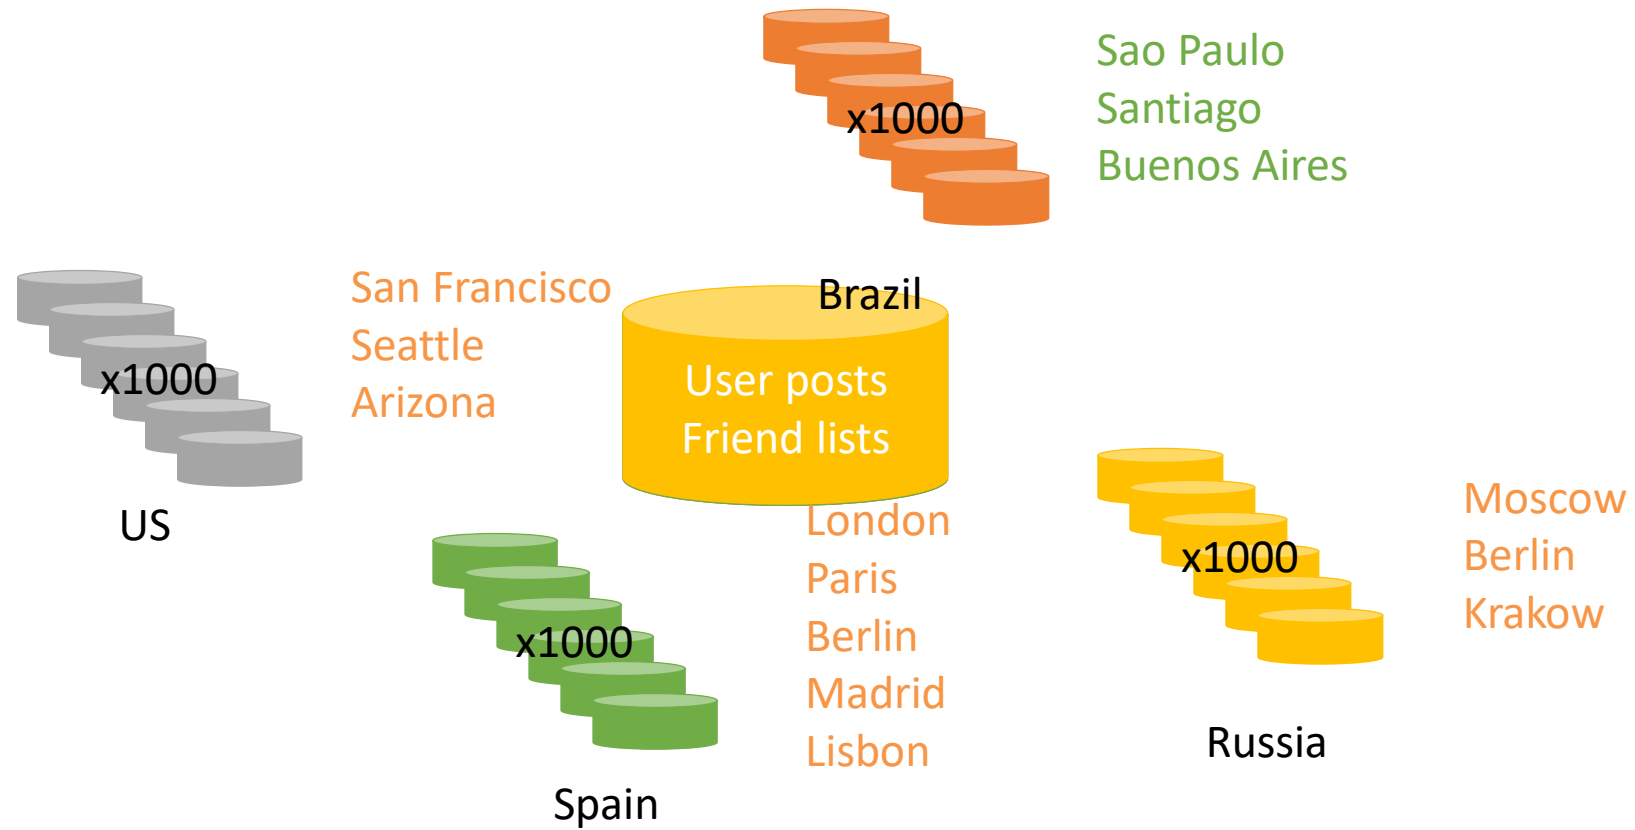 x1000
Sao Paulo
Santiago
Buenos Aires
Brazil
x1000
San Francisco
Seattle
Arizona
US
User posts
Friend lists
x1000
London
Paris
Berlin
Madrid
Lisbon
Spain
x1000
Moscow
Berlin
Krakow
Russia